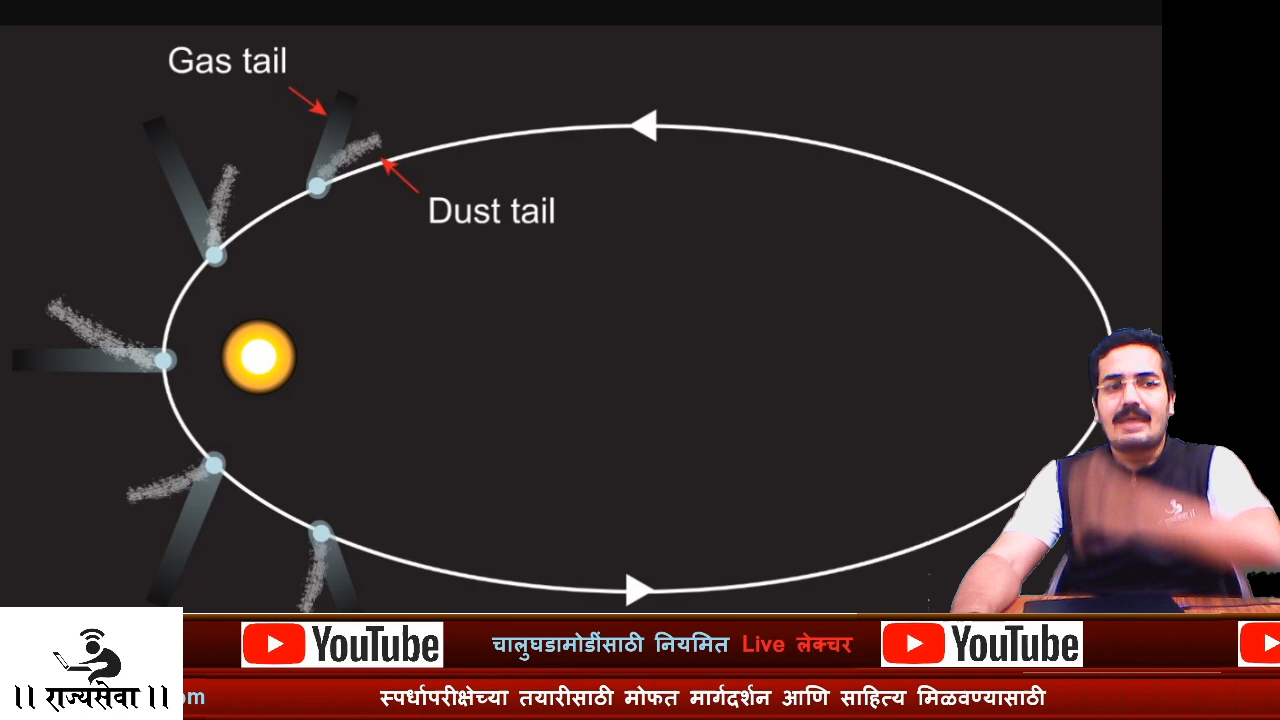 Gas tail
Dust tail
YouTube चालुघडामोडींसाठी नियमित Live लेक्चर YouTube
|| राज्यसेवा || om स्पर्धापरीक्षेच्या तयारीसाठी मोफत मार्गदर्शन आणि साहित्य मिळवण्यासाठी